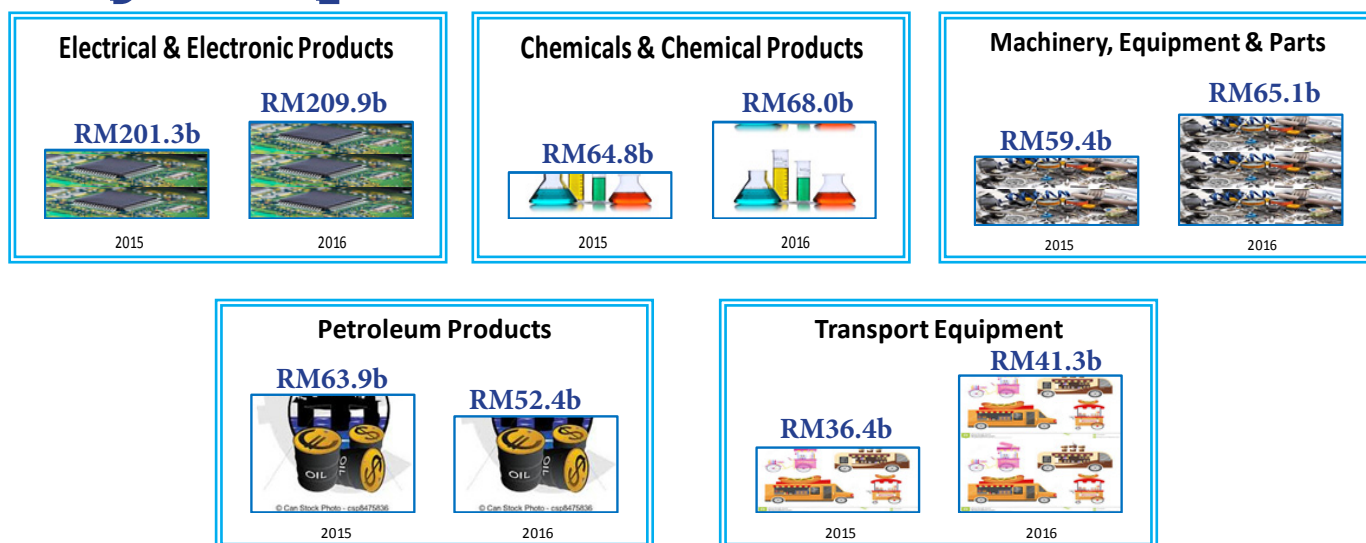 Electrical & Electronic Products
RM201.3b
RM209.9b
2015
2016
Chemicals & Chemical Products
RM64.8b
RM68.0b
2015
2016
Machinery, Equipment & Parts
RM59.4b
RM65.1b
2015
2016
Petroleum Products
RM63.9b
RM52.4b
OIL
OIL
OIL
OIL
© Can Stock Photo - csp8475836
© Can Stock Photo - csp8475836
2015
2016
Transport Equipment
RM36.4b
RM41.3b
2015
2016